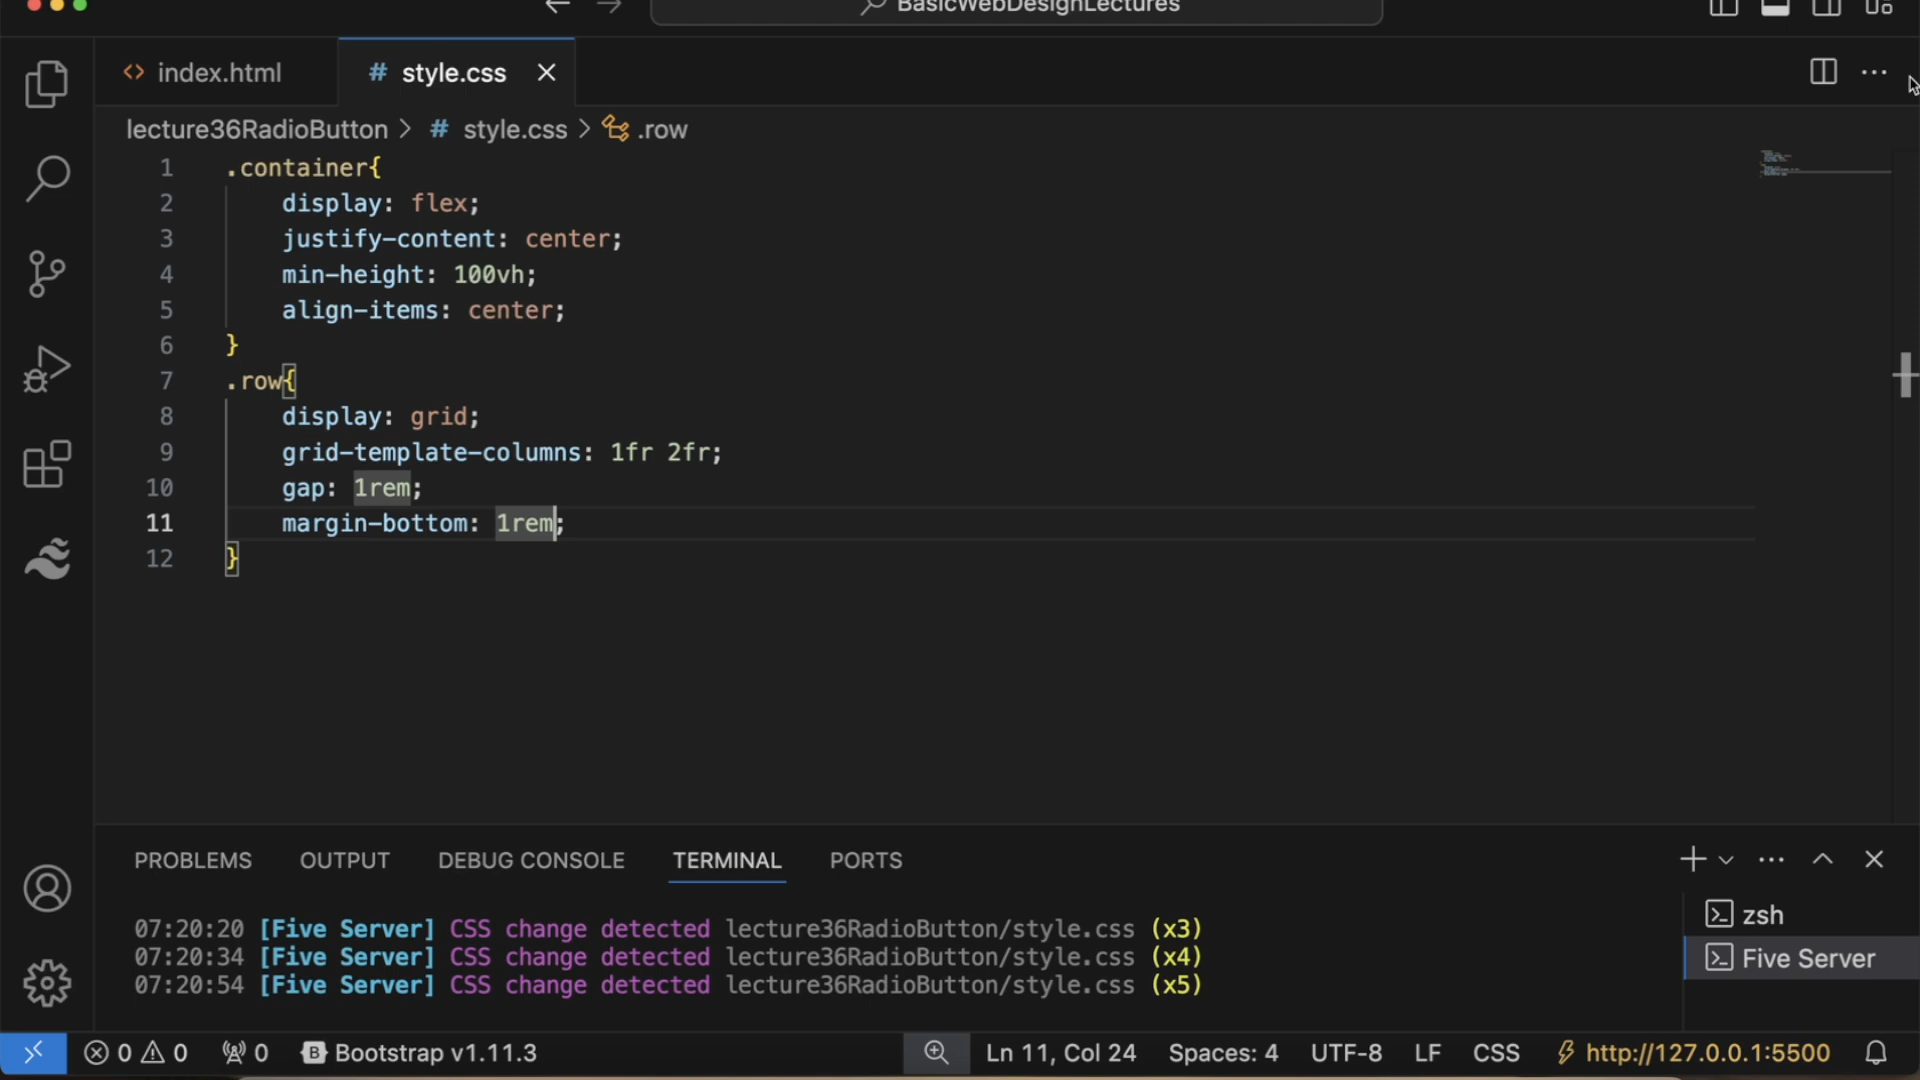 BasicWebDesignLectures
<> index.html
# style.css
lecture36RadioButton > # style.css > .row
1 .container{
2 display: flex;
3 justify-content: center;
4 min-height: 100vh;
5 align-items: center;
6 }
7 .row{
8 display: grid;
9 grid-template-columns: 1fr 2fr;
10 gap: 1rem;
11 margin-bottom: 1rem;
12 }
PROBLEMS OUTPUT DEBUG CONSOLE TERMINAL PORTS
07:20:20 [Five Server] CSS change detected lecture36RadioButton/style.css (x3)
07:20:34 [Five Server] CSS change detected lecture36RadioButton/style.css (x4)
07:20:54 [Five Server] CSS change detected lecture36RadioButton/style.css (x5)
zsh
Five Server
0 0 0 B Bootstrap v1.11.3 Ln 11, Col 24 Spaces: 4 UTF-8 LF CSS http://127.0.0.1:5500